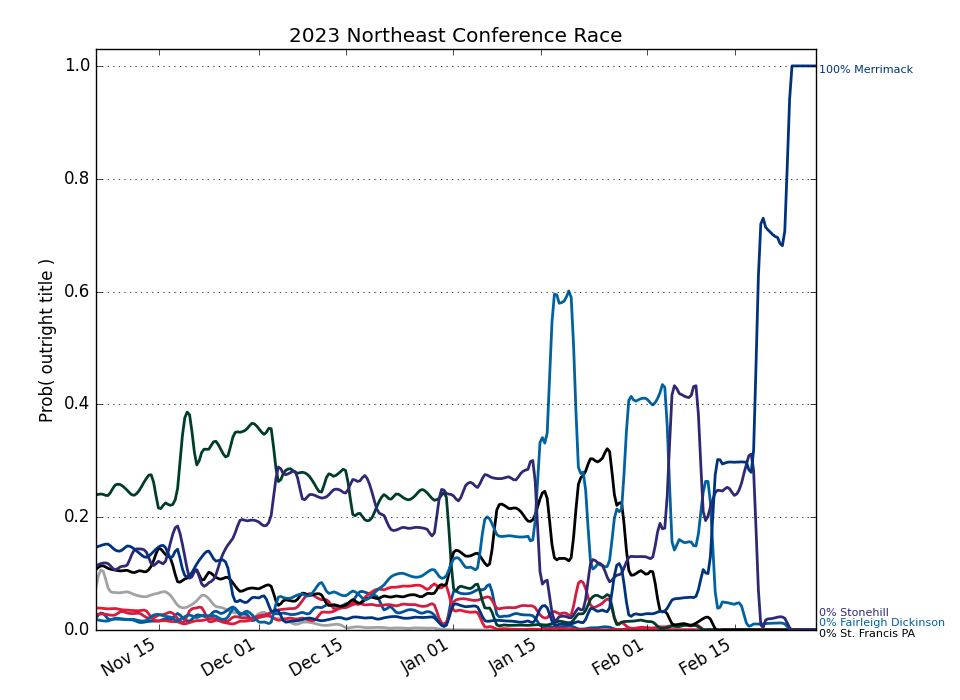 2023 Northeast Conference Race
Prob( outright title )
1.0
0.8
0.6
0.4
0.2
0.0
Nov 15
Dec 01
Dec 15
Jan 01
Jan 15
Feb 01
Feb 15
100% Merrimack
0% Stonehill
0% Fairleigh Dickinson
0% St. Francis PA